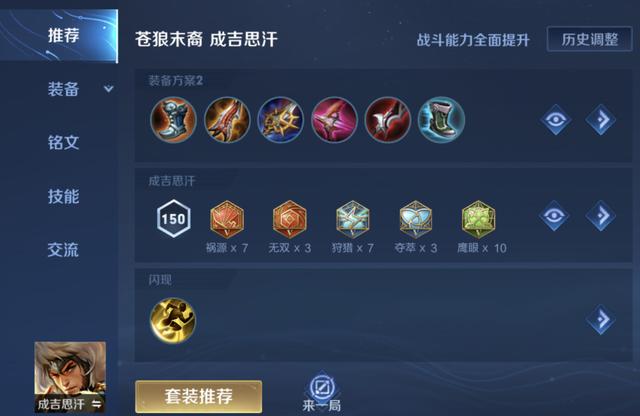 推荐
苍狼末裔 成吉思汗
战斗能力全面提升
历史调整
装备
装备方案2
铭文
技能
交流
成吉思汗
150
祸源 x 7
无双 x 3
狩猎 x 7
夺萃 x 3
鹰眼 x 10
闪现
成吉思汗
套装推荐
来一局